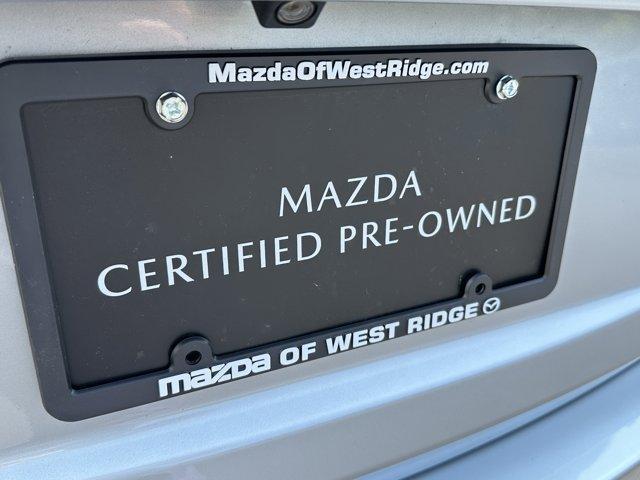 MazdaOfWestRidge.com
MAZDA
CERTIFIED PRE-OWNED
mazda OF WEST RIDGE